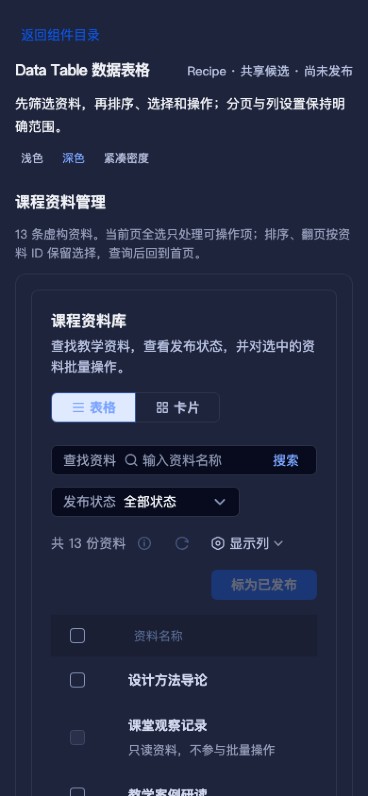 返回组件目录
Data Table 数据表格
Recipe · 共享候选 · 尚未发布
先筛选资料，再排序、选择和操作；分页与列设置保持明
确范围。
浅色 深色 紧凑密度
课程资料管理
13 条虚构资料。当前页全选只处理可操作项；排序、翻页按资
料 ID 保留选择，查询后回到首页。
课程资料库
查找教学资料，查看发布状态，并对选中的资
料批量操作。
表格 卡片
查找资料 输入资料名称 搜索
发布状态 全部状态
共 13 份资料 显示列
标为已发布
资料名称
设计方法导论
课堂观察记录
只读资料，不参与批量操作
教学案例研读